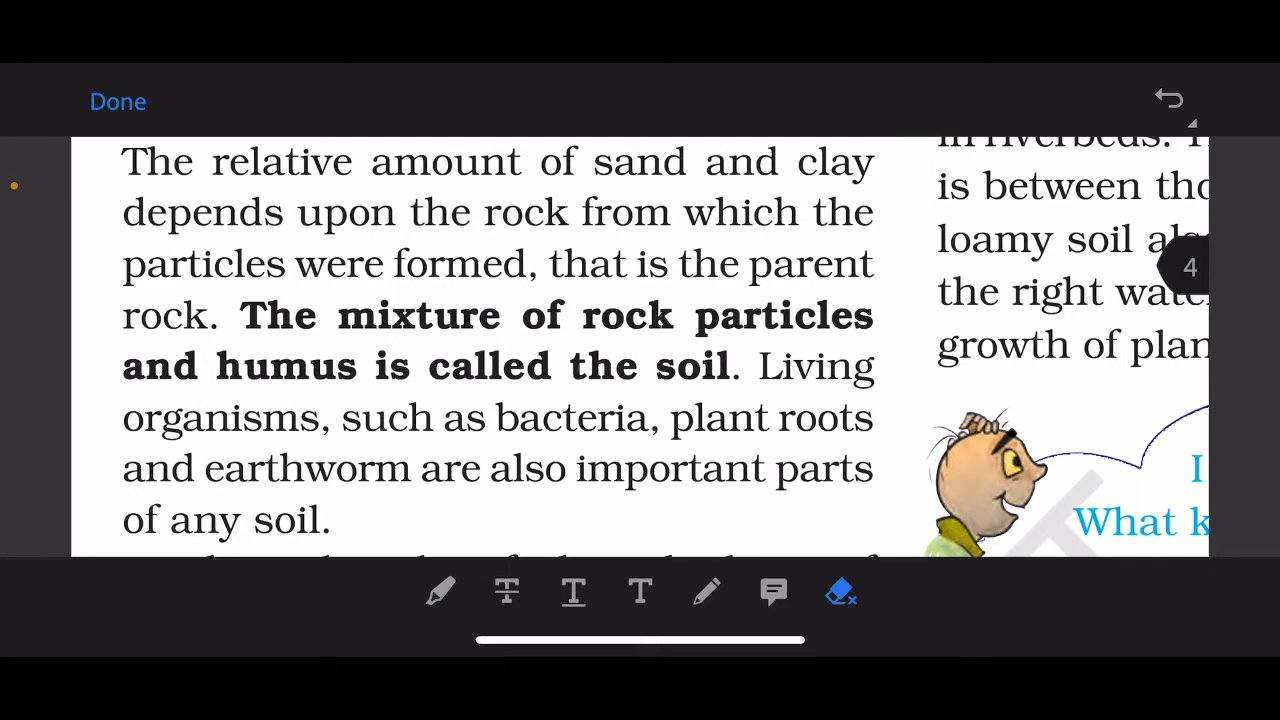 Done
The relative amount of sand and clay
depends upon the rock from which the
particles were formed, that is the parent
rock. The mixture of rock particles
and humus is called the soil. Living
organisms, such as bacteria, plant roots
and earthworm are also important parts
of any soil.
in riverbeds.
is between
loamy soil
4
the right
growth of
I
What
T
T
T